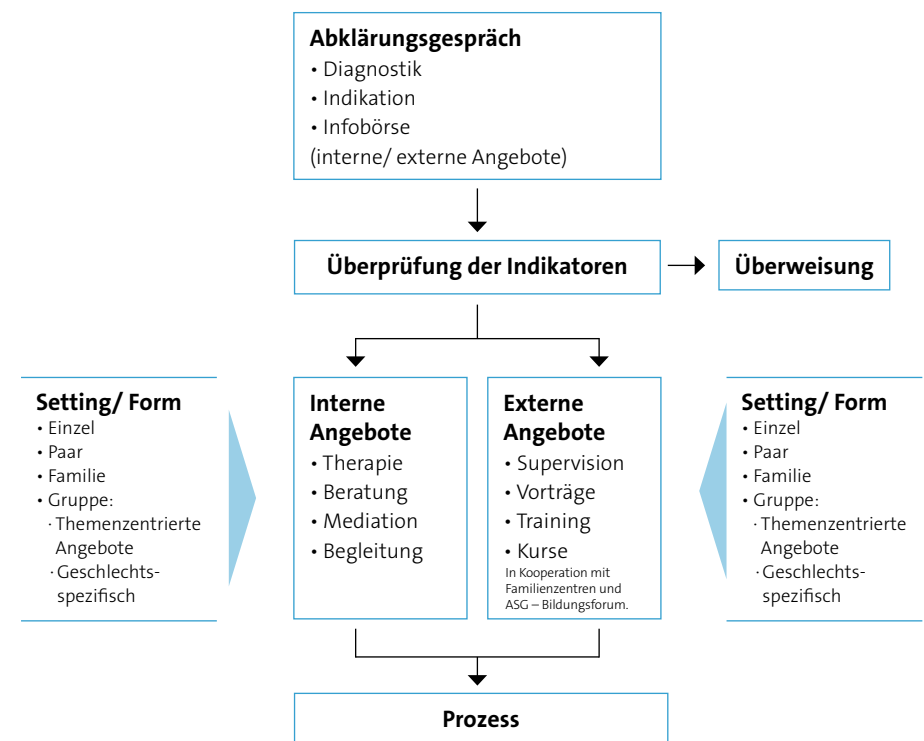 Abklärungsgespräch
• Diagnostik
• Indikation
• Infobörse
(interne/ externe Angebote)
Überprüfung der Indikatoren
Überweisung
Setting/ Form
• Einzel
• Paar
• Familie
• Gruppe:
· Themenzentrierte
Angebote
· Geschlechts-
spezifisch
Interne
Angebote
• Therapie
• Beratung
• Mediation
• Begleitung
Externe
Angebote
• Supervision
• Vorträge
• Training
• Kurse
In Kooperation mit
Familienzentren und
ASG – Bildungsforum.
Setting/ Form
• Einzel
• Paar
• Familie
• Gruppe:
· Themenzentrierte
Angebote
· Geschlechts-
spezifisch
Prozess